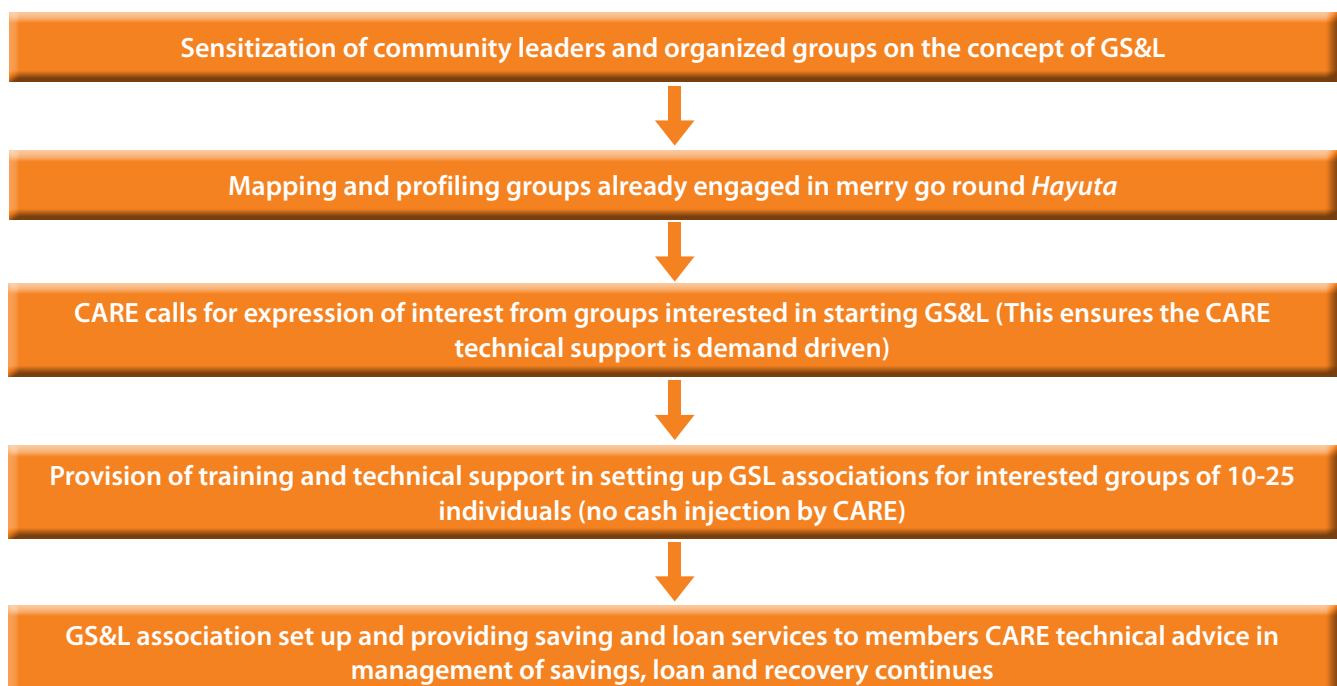 Sensitization of community leaders and organized groups on the concept of GS&L
Mapping and profiling groups already engaged in merry go round Hayuta
CARE calls for expression of interest from groups interested in starting GS&L (This ensures the CARE
technical support is demand driven)
Provision of training and technical support in setting up GSL associations for interested groups of 10-25
individuals (no cash injection by CARE)
GS&L association set up and providing saving and loan services to members CARE technical advice in
management of savings, loan and recovery continues